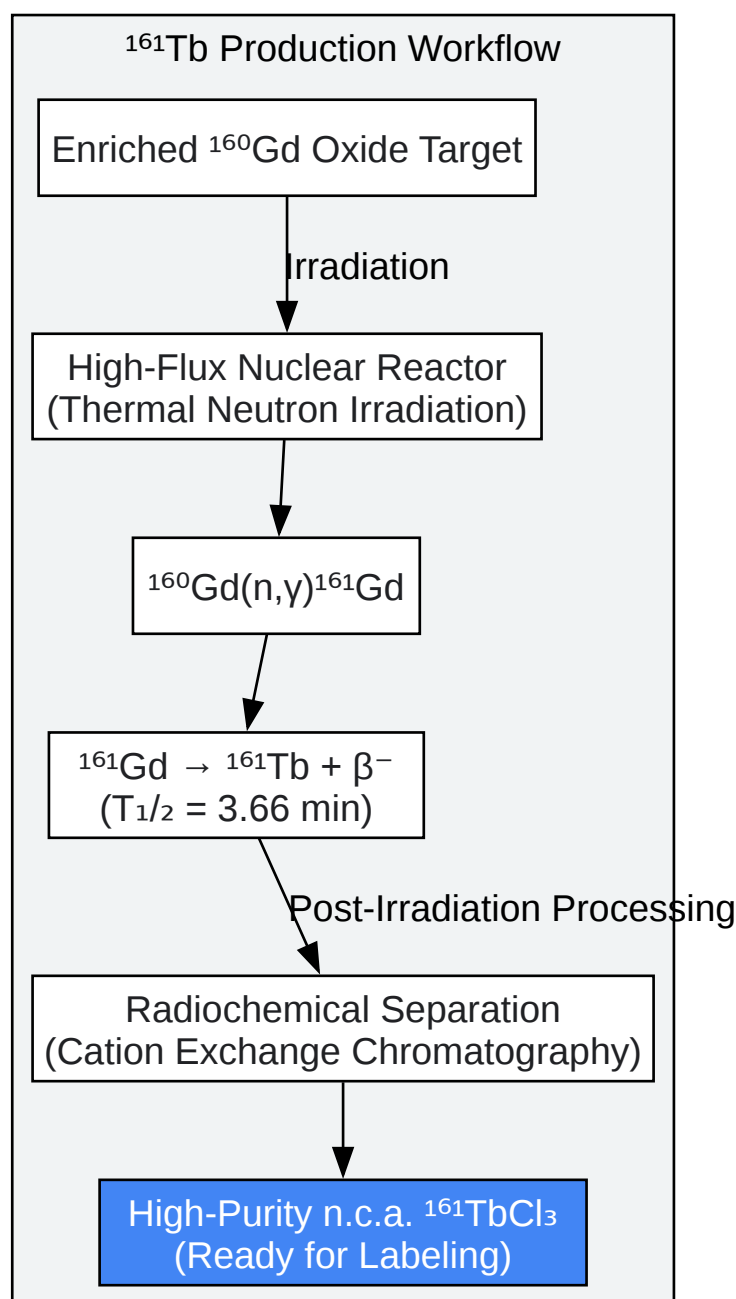 ¹⁶¹Tb Production Workflow
Enriched ¹⁶⁰Gd Oxide Target
Irradiation
High-Flux Nuclear Reactor
(Thermal Neutron Irradiation)
¹⁶⁰Gd(n,γ)¹⁶¹Gd
¹⁶¹Gd → ¹⁶¹Tb + β⁻
(T₁/₂ = 3.66 min)
Post-Irradiation Processing
Radiochemical Separation
(Cation Exchange Chromatography)
High-Purity n.c.a. ¹⁶¹TbCl₃
(Ready for Labeling)